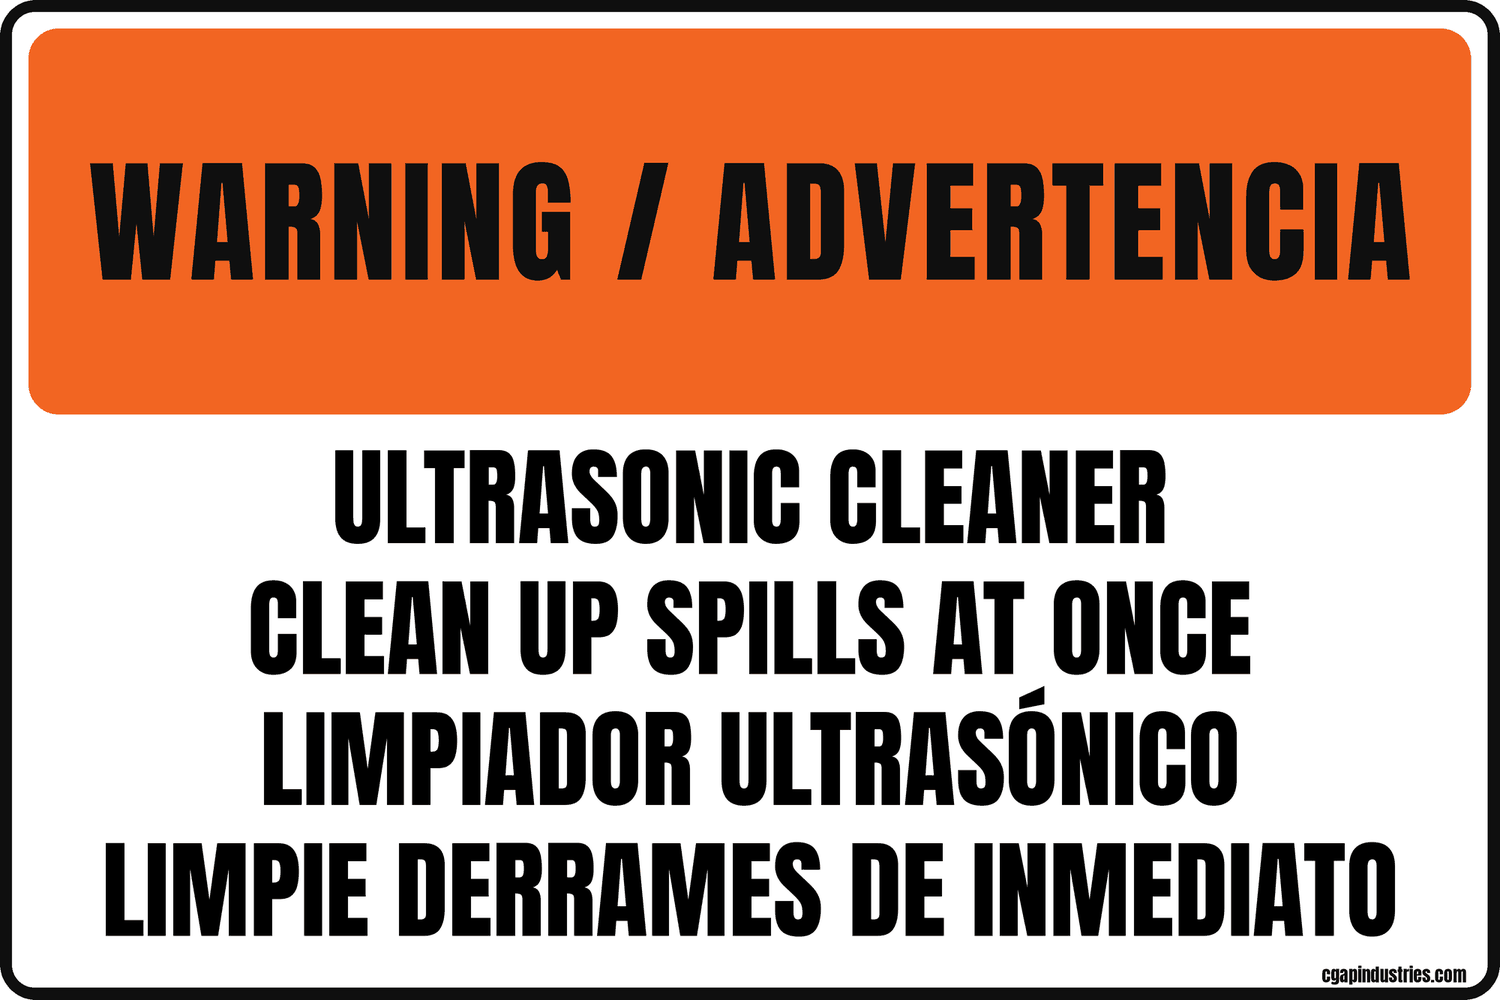 WARNING / ADVERTENCIA
ULTRASONIC CLEANER
CLEAN UP SPILLS AT ONCE
LIMPIADOR ULTRASÓNICO
LIMPIE DERRAMES DE INMEDIATO
cgapindustries.com